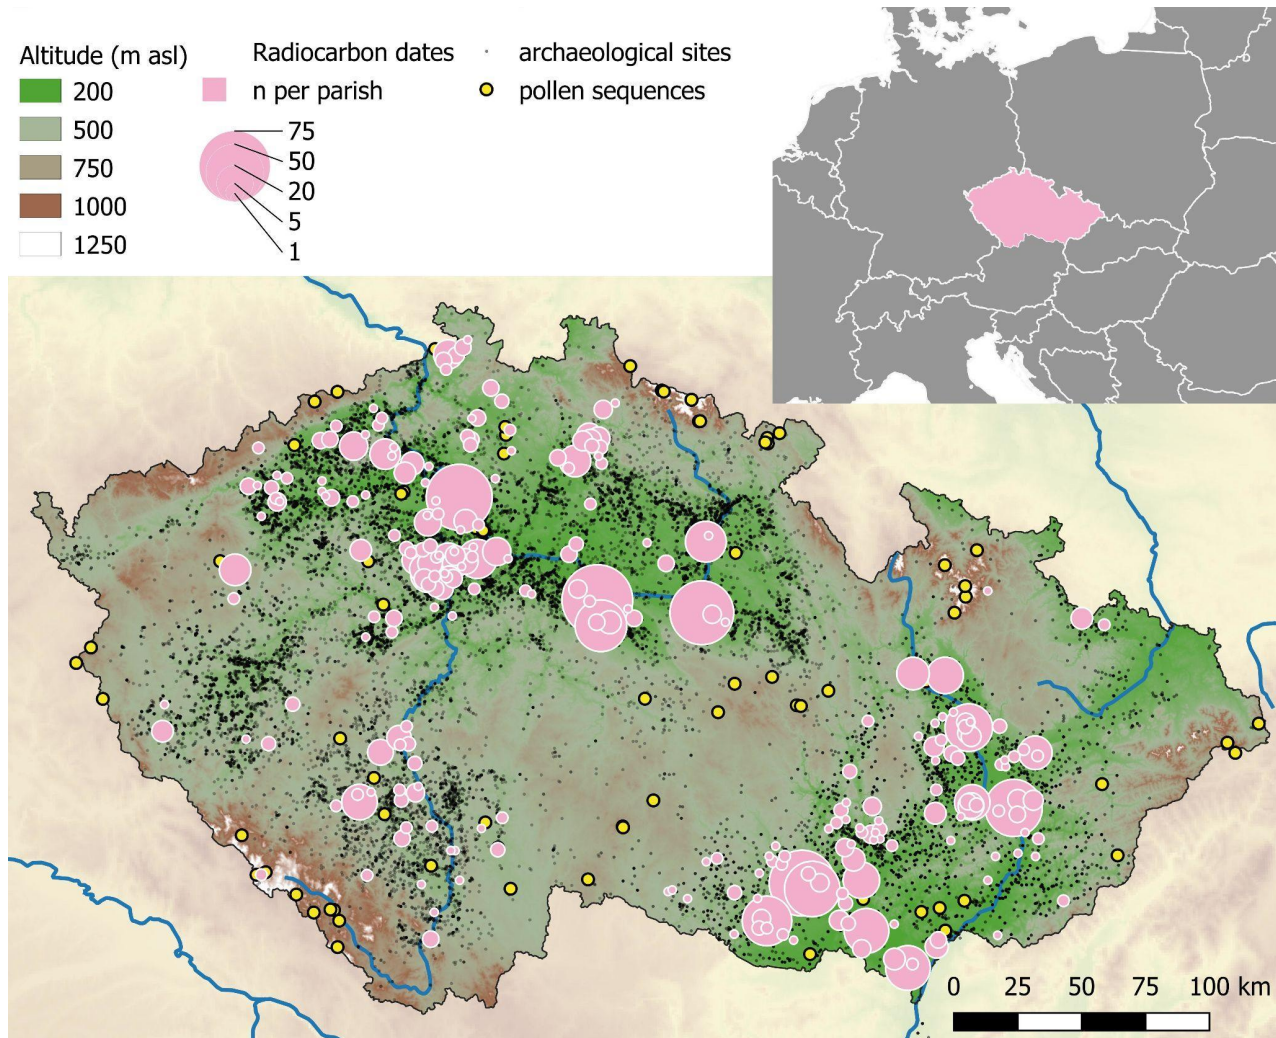 Altitude (m asl)
200
500
750
1000
1250
Radiocarbon dates
n per parish
75
50
20
5
1
archaeological sites
pollen sequences
0 25 50 75 100 km